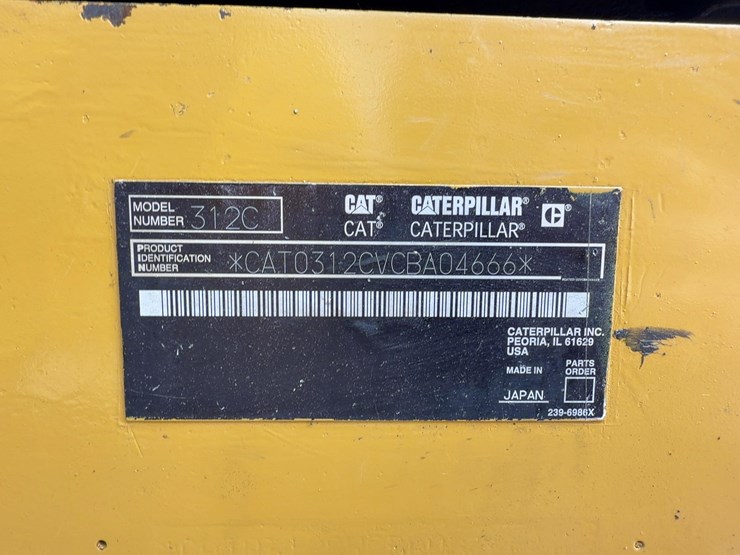 MODEL NUMBER 312C
CAT® CATERPILLAR® C®
CAT® CATERPILLAR®
PRODUCT IDENTIFICATION NUMBER *CAT0312CVCBA04666*
CATERPILLAR INC.
PEORIA, IL 61629
USA
MADE IN JAPAN
PARTS ORDER
239-6986X